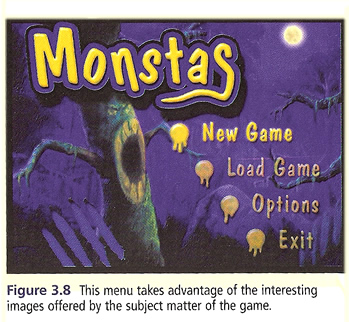 Monstas
New Game
Load Game
Options
Exit
Figure 3.8 This menu takes advantage of the interesting
images offered by the subject matter of the game.